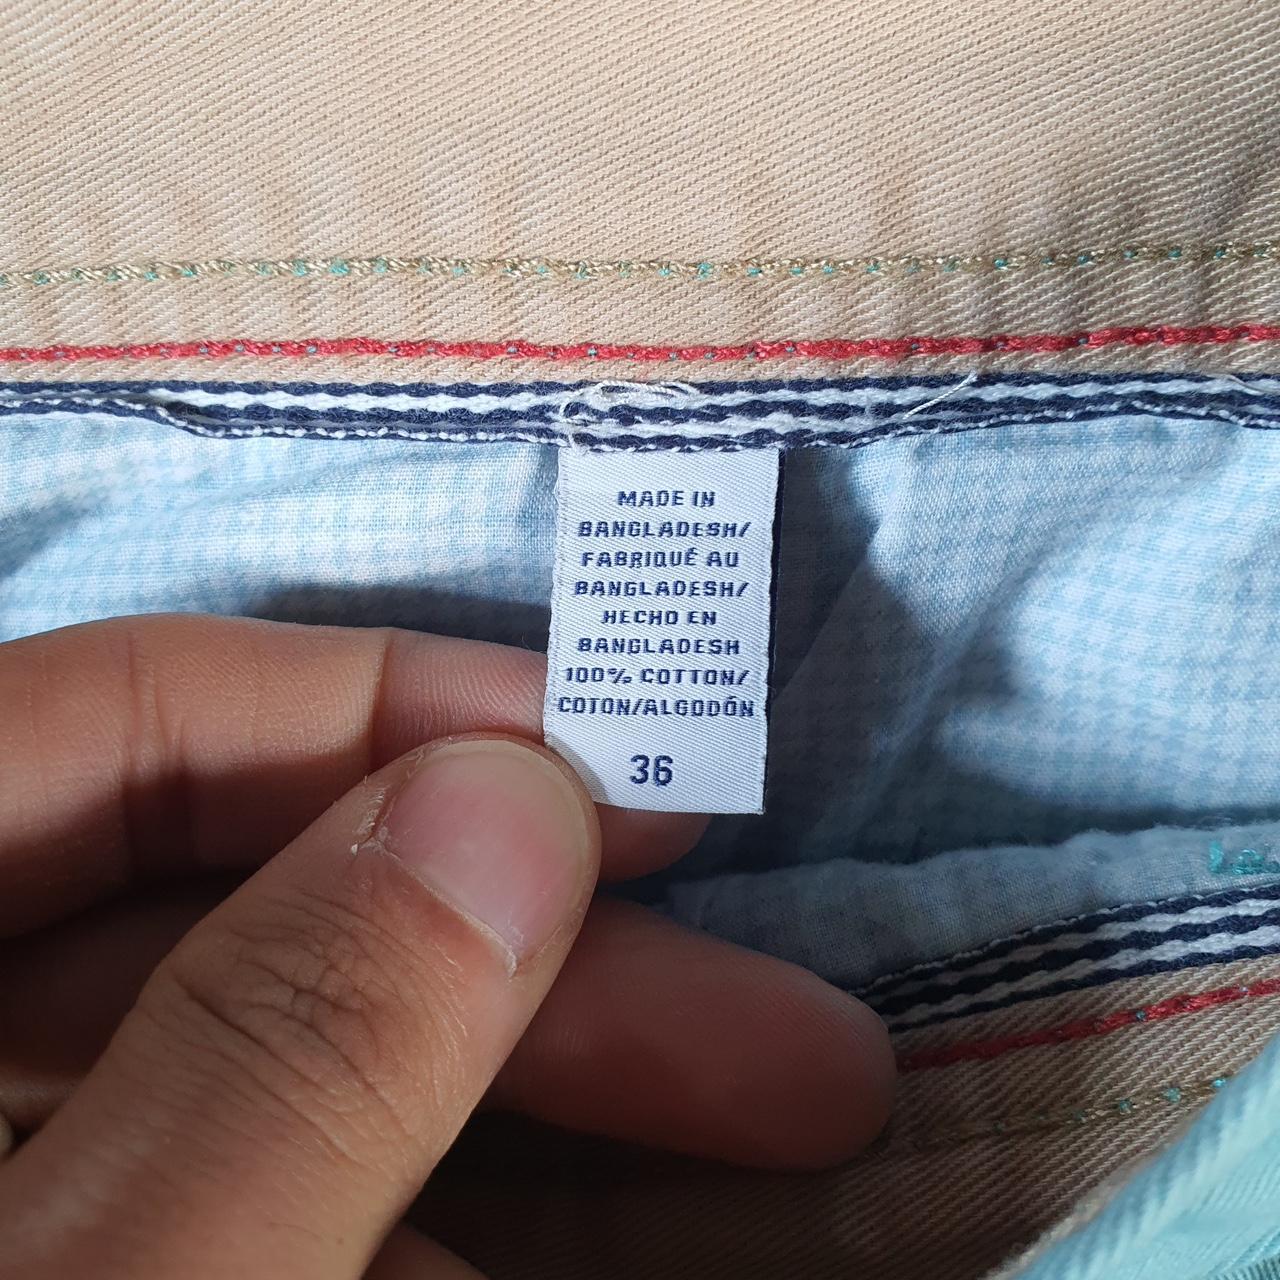 MADE IN
BANGLADESH/
FABRIQUÉ AU
BANGLADESH/
HECHO EN
BANGLADESH
100% COTTON/
COTON/ALGODÓN
36